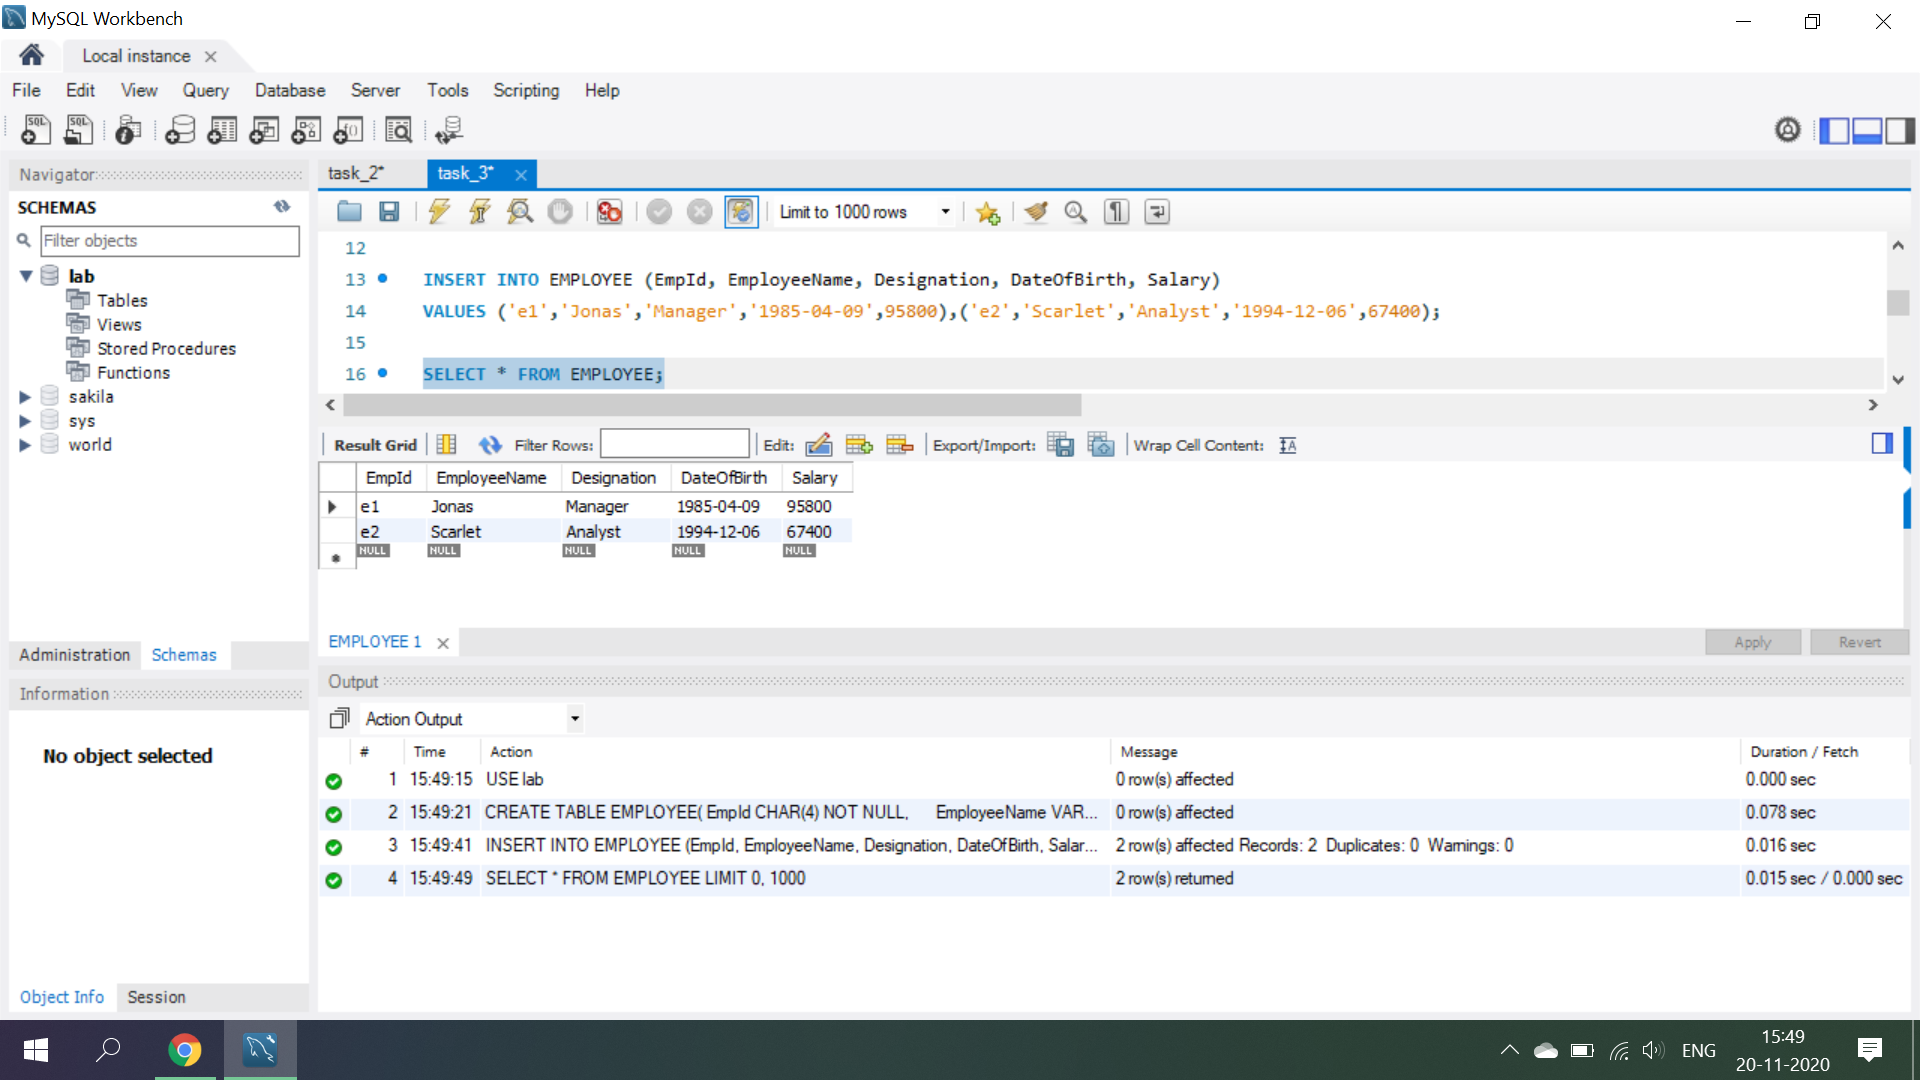 MySQL Workbench
Local instance
File Edit View Query Database Server Tools Scripting Help
Navigator
SCHEMAS
Filter objects
lab
Tables
Views
Stored Procedures
Functions
sakila
sys
world
Administration Schemas
Information
No object selected
Object Info Session
task_2* task_3*
Limit to 1000 rows
12
13 INSERT INTO EMPLOYEE (EmpId, EmployeeName, Designation, DateOfBirth, Salary)
14 VALUES ('e1','Jonas','Manager','1985-04-09',95800),('e2','Scarlet','Analyst','1994-12-06',67400);
15
16 SELECT * FROM EMPLOYEE;
Result Grid Filter Rows: Edit: Export/Import: Wrap Cell Content:
EmpId EmployeeName Designation DateOfBirth Salary
e1 Jonas Manager 1985-04-09 95800
e2 Scarlet Analyst 1994-12-06 67400
NULL NULL NULL NULL NULL
EMPLOYEE 1 Apply Revert
Output
Action Output
# Time Action Message Duration / Fetch
1 15:49:15 USE lab 0 row(s) affected 0.000 sec
2 15:49:21 CREATE TABLE EMPLOYEE( EmpId CHAR(4) NOT NULL, EmployeeName VAR... 0 row(s) affected 0.078 sec
3 15:49:41 INSERT INTO EMPLOYEE (EmpId, EmployeeName, Designation, DateOfBirth, Salar... 2 row(s) affected Records: 2 Duplicates: 0 Warnings: 0 0.016 sec
4 15:49:49 SELECT * FROM EMPLOYEE LIMIT 0, 1000 2 row(s) returned 0.015 sec / 0.000 sec
ENG
15:49
20-11-2020